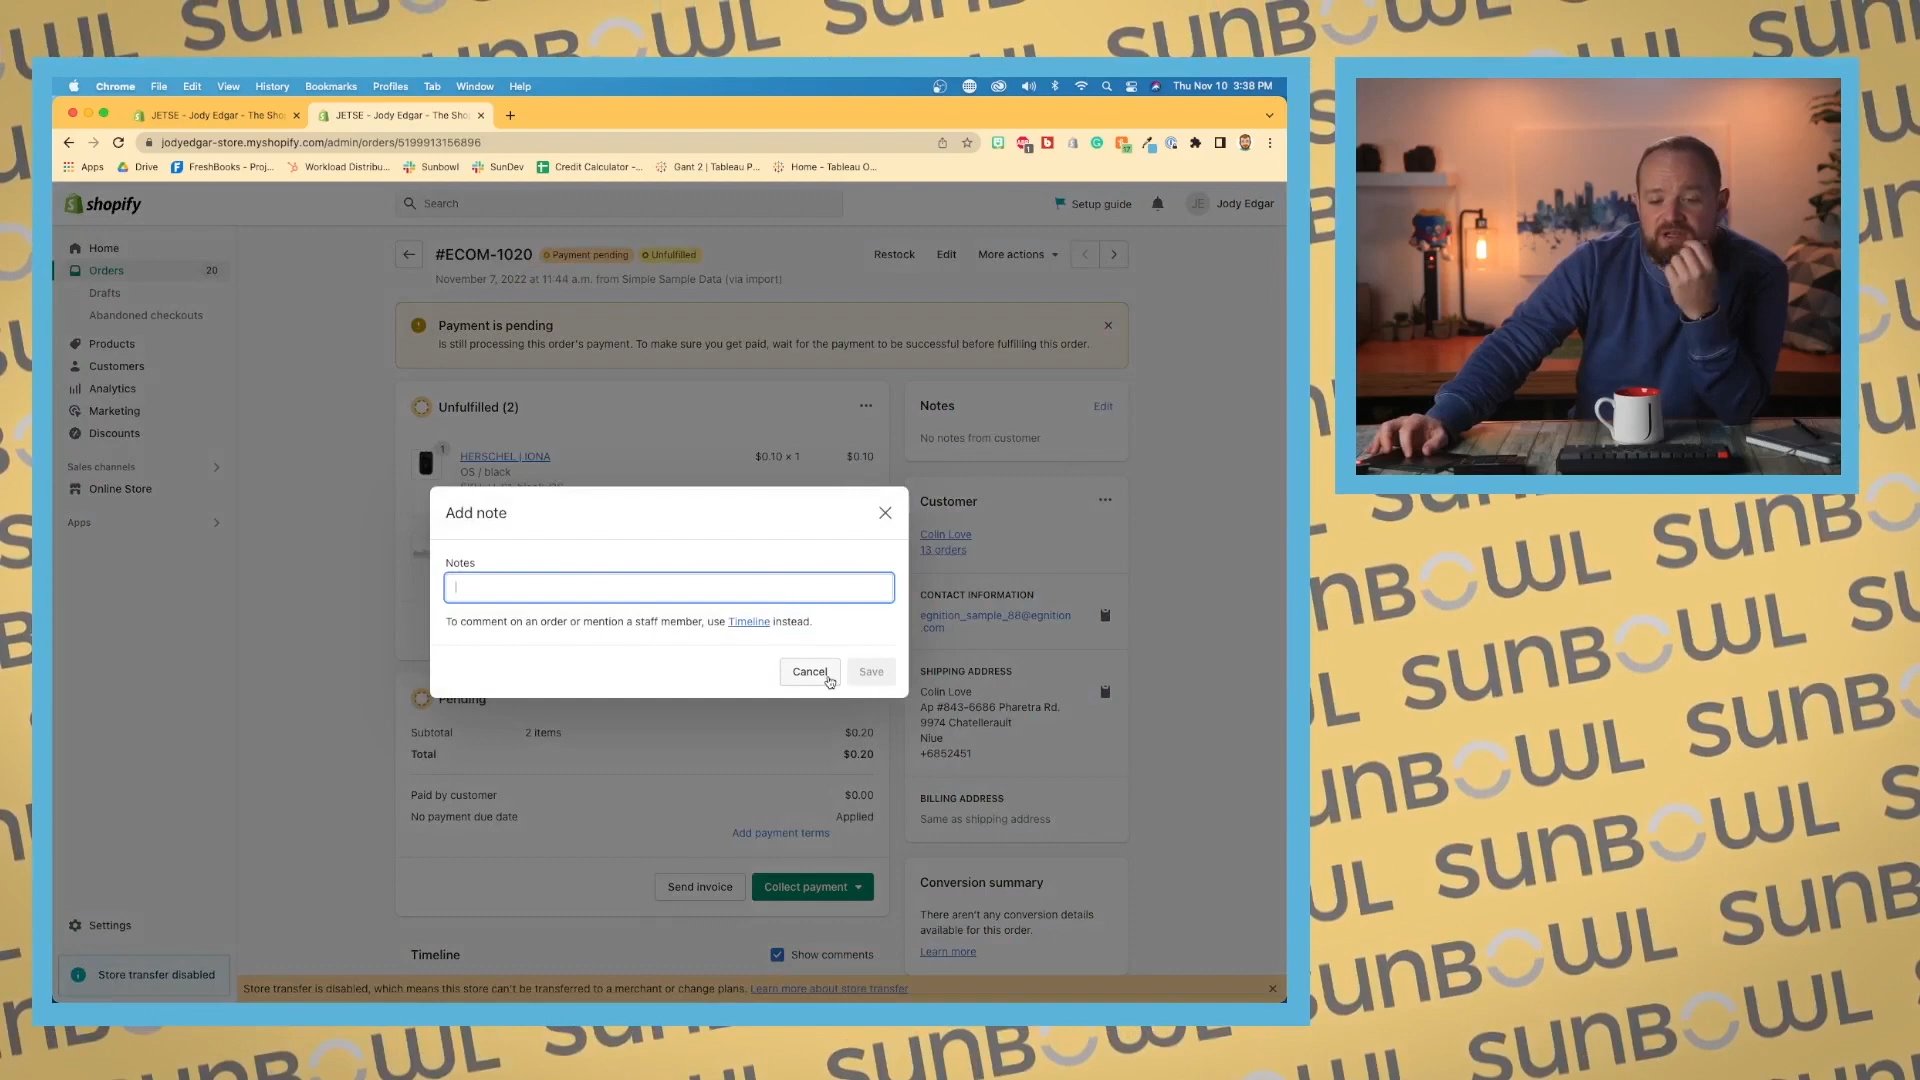 SUNBOWL
Chrome File Edit View History Bookmarks Profiles Tab Window Help
Thu Nov 10 3:38 PM
JETSE - Jody Edgar - The Sho
JETSE - Jody Edgar - The Sho
jodyedgar-store.myshopify.com/admin/orders/5199913156896
Apps
Drive
FreshBooks - Proj...
Workload Distribu...
Sunbowl
SunDev
Credit Calculator -...
Gant 2 | Tableau P...
Home - Tableau O...
shopify
Search
Setup guide
JE
Jody Edgar
Home
Orders 20
Drafts
Abandoned checkouts
Products
Customers
Analytics
Marketing
Discounts
Sales channels
Online Store
Apps
Settings
Store transfer disabled
#ECOM-1020
Payment pending
Unfulfilled
Restock
Edit
More actions
November 7, 2022 at 11:44 a.m. from Simple Sample Data (via import)
Payment is pending
is still processing this order's payment. To make sure you get paid, wait for the payment to be successful before fulfilling this order.
Unfulfilled (2)
1
HERSCHEL | IONA
$0.10 × 1
$0.10
OS / black
Add note
Notes
To comment on an order or mention a staff member, use Timeline instead.
Cancel
Save
Pending
Subtotal 2 items $0.20
Total $0.20
Paid by customer $0.00
No payment due date Applied
Add payment terms
Send invoice
Collect payment
Timeline
Show comments
Notes
Edit
No notes from customer
Customer
Colin Love
13 orders
CONTACT INFORMATION
egnition_sample_88@egnition
.com
SHIPPING ADDRESS
Colin Love
Ap #843-6686 Pharetra Rd.
9974 Chatellerault
Niue
+6852451
BILLING ADDRESS
Same as shipping address
Conversion summary
There aren't any conversion details
available for this order.
Learn more
Store transfer is disabled, which means this store can't be transferred to a merchant or change plans. Learn more about store transfer